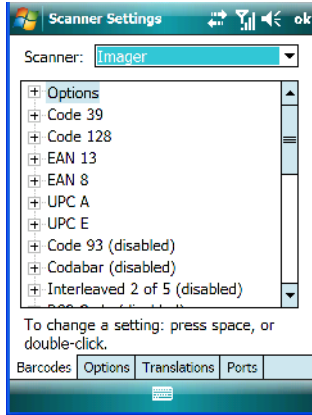 Scanner Settings ok
Scanner: Imager
Options
Code 39
Code 128
EAN 13
EAN 8
UPC A
UPC E
Code 93 (disabled)
Codabar (disabled)
Interleaved 2 of 5 (disabled)
To change a setting: press space, or
double-click.
Barcodes Options Translations Ports